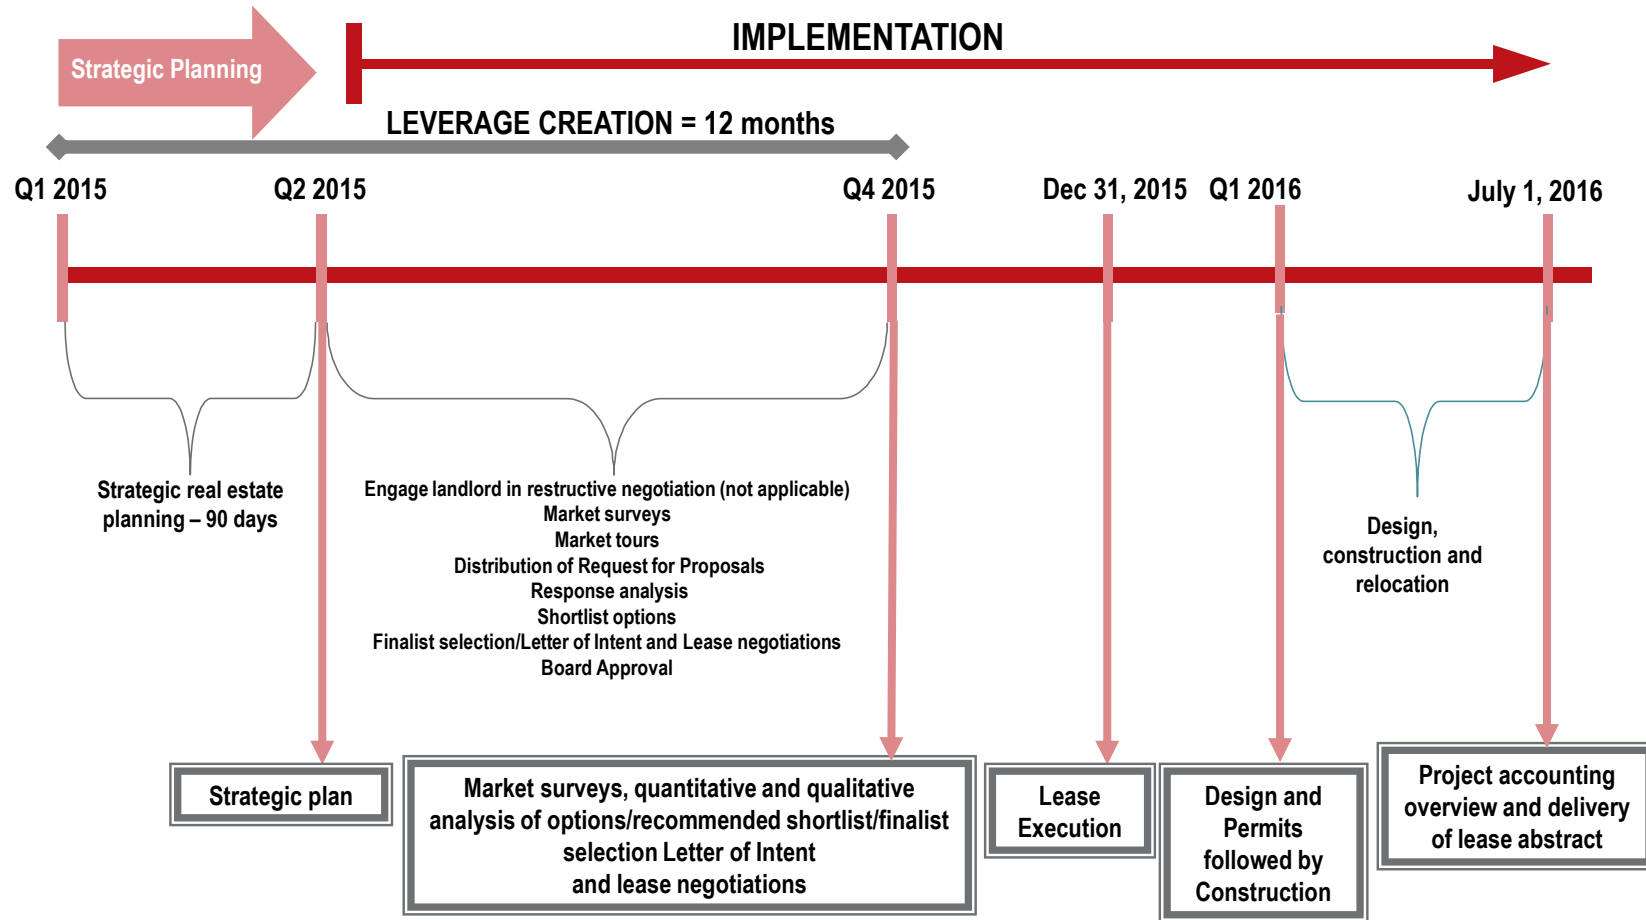 IMPLEMENTATION
Strategic Planning
LEVERAGE CREATION = 12 months
Q1 2015
Q2 2015
Q4 2015
Dec 31, 2015
Q1 2016
July 1, 2016
Strategic real estate
planning – 90 days
Engage landlord in restructive negotiation (not applicable)
Market surveys
Market tours
Distribution of Request for Proposals
Response analysis
Shortlist options
Finalist selection/Letter of Intent and Lease negotiations
Board Approval
Design,
construction and
relocation
Strategic plan
Market surveys, quantitative and qualitative
analysis of options/recommended shortlist/finalist
selection Letter of Intent
and lease negotiations
Lease
Execution
Design and
Permits
followed by
Construction
Project accounting
overview and delivery
of lease abstract